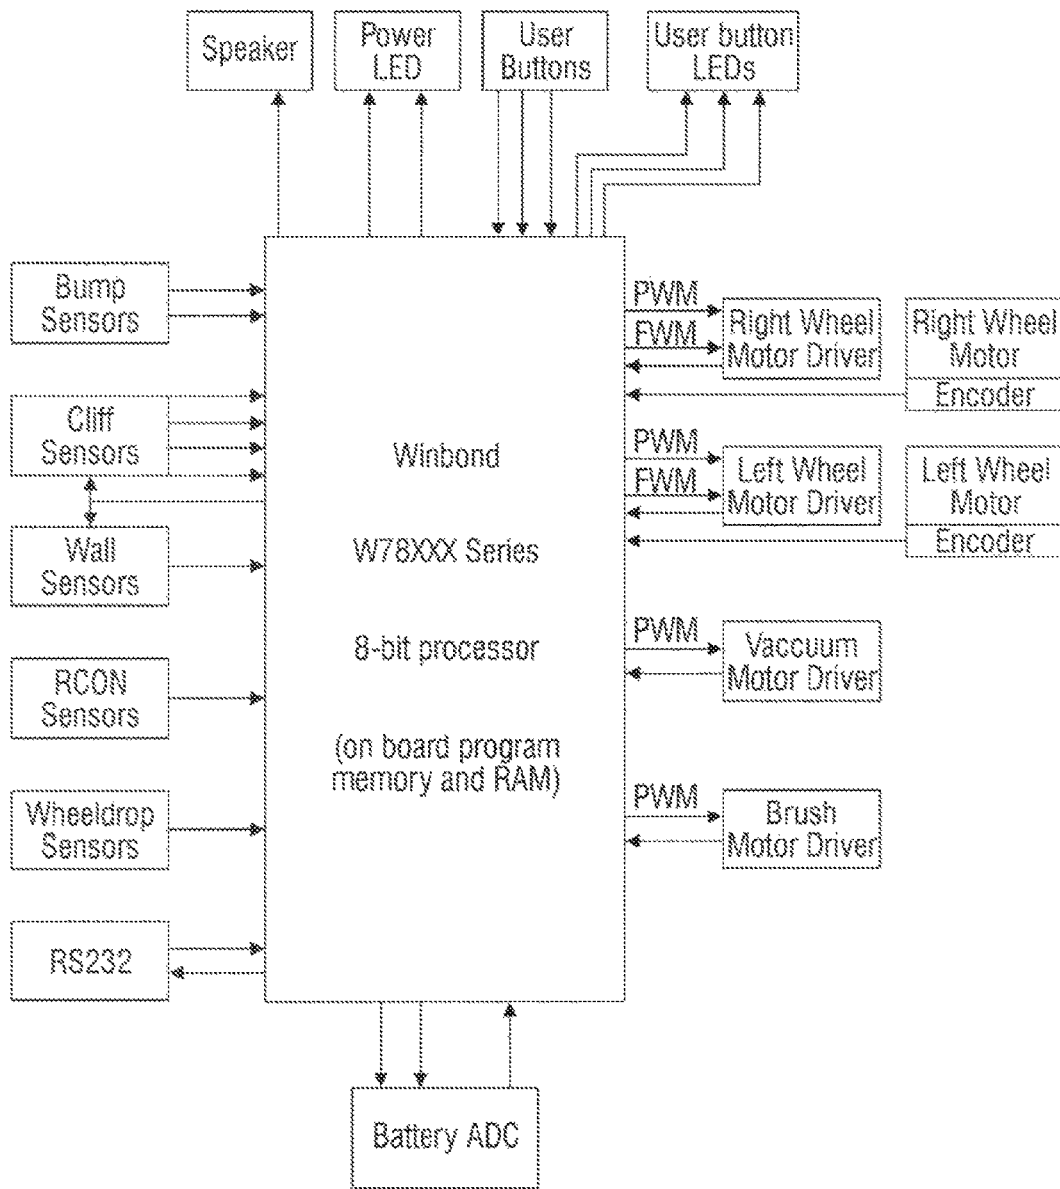 Speaker
Power
LED
User
Buttons
User button
LEDs
Bump
Sensors
Cliff
Sensors
Wall
Sensors
RCON
Sensors
Wheeldrop
Sensors
RS232
Winbond
W78XXX Series
8-bit processor
(on board program
memory and RAM)
PWM
FWM
Right Wheel
Motor Driver
Right Wheel
Motor
Encoder
PWM
FWM
Left Wheel
Motor Driver
Left Wheel
Motor
Encoder
PWM
Vaccuum
Motor Driver
PWM
Brush
Motor Driver
Battery ADC